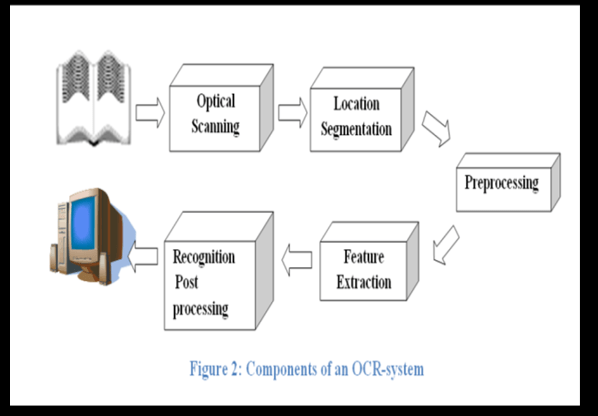 Optical
Scanning
Location
Segmentation
Preprocessing
Feature
Extraction
Recognition
Post
processing
Figure 2: Components of an OCR-system